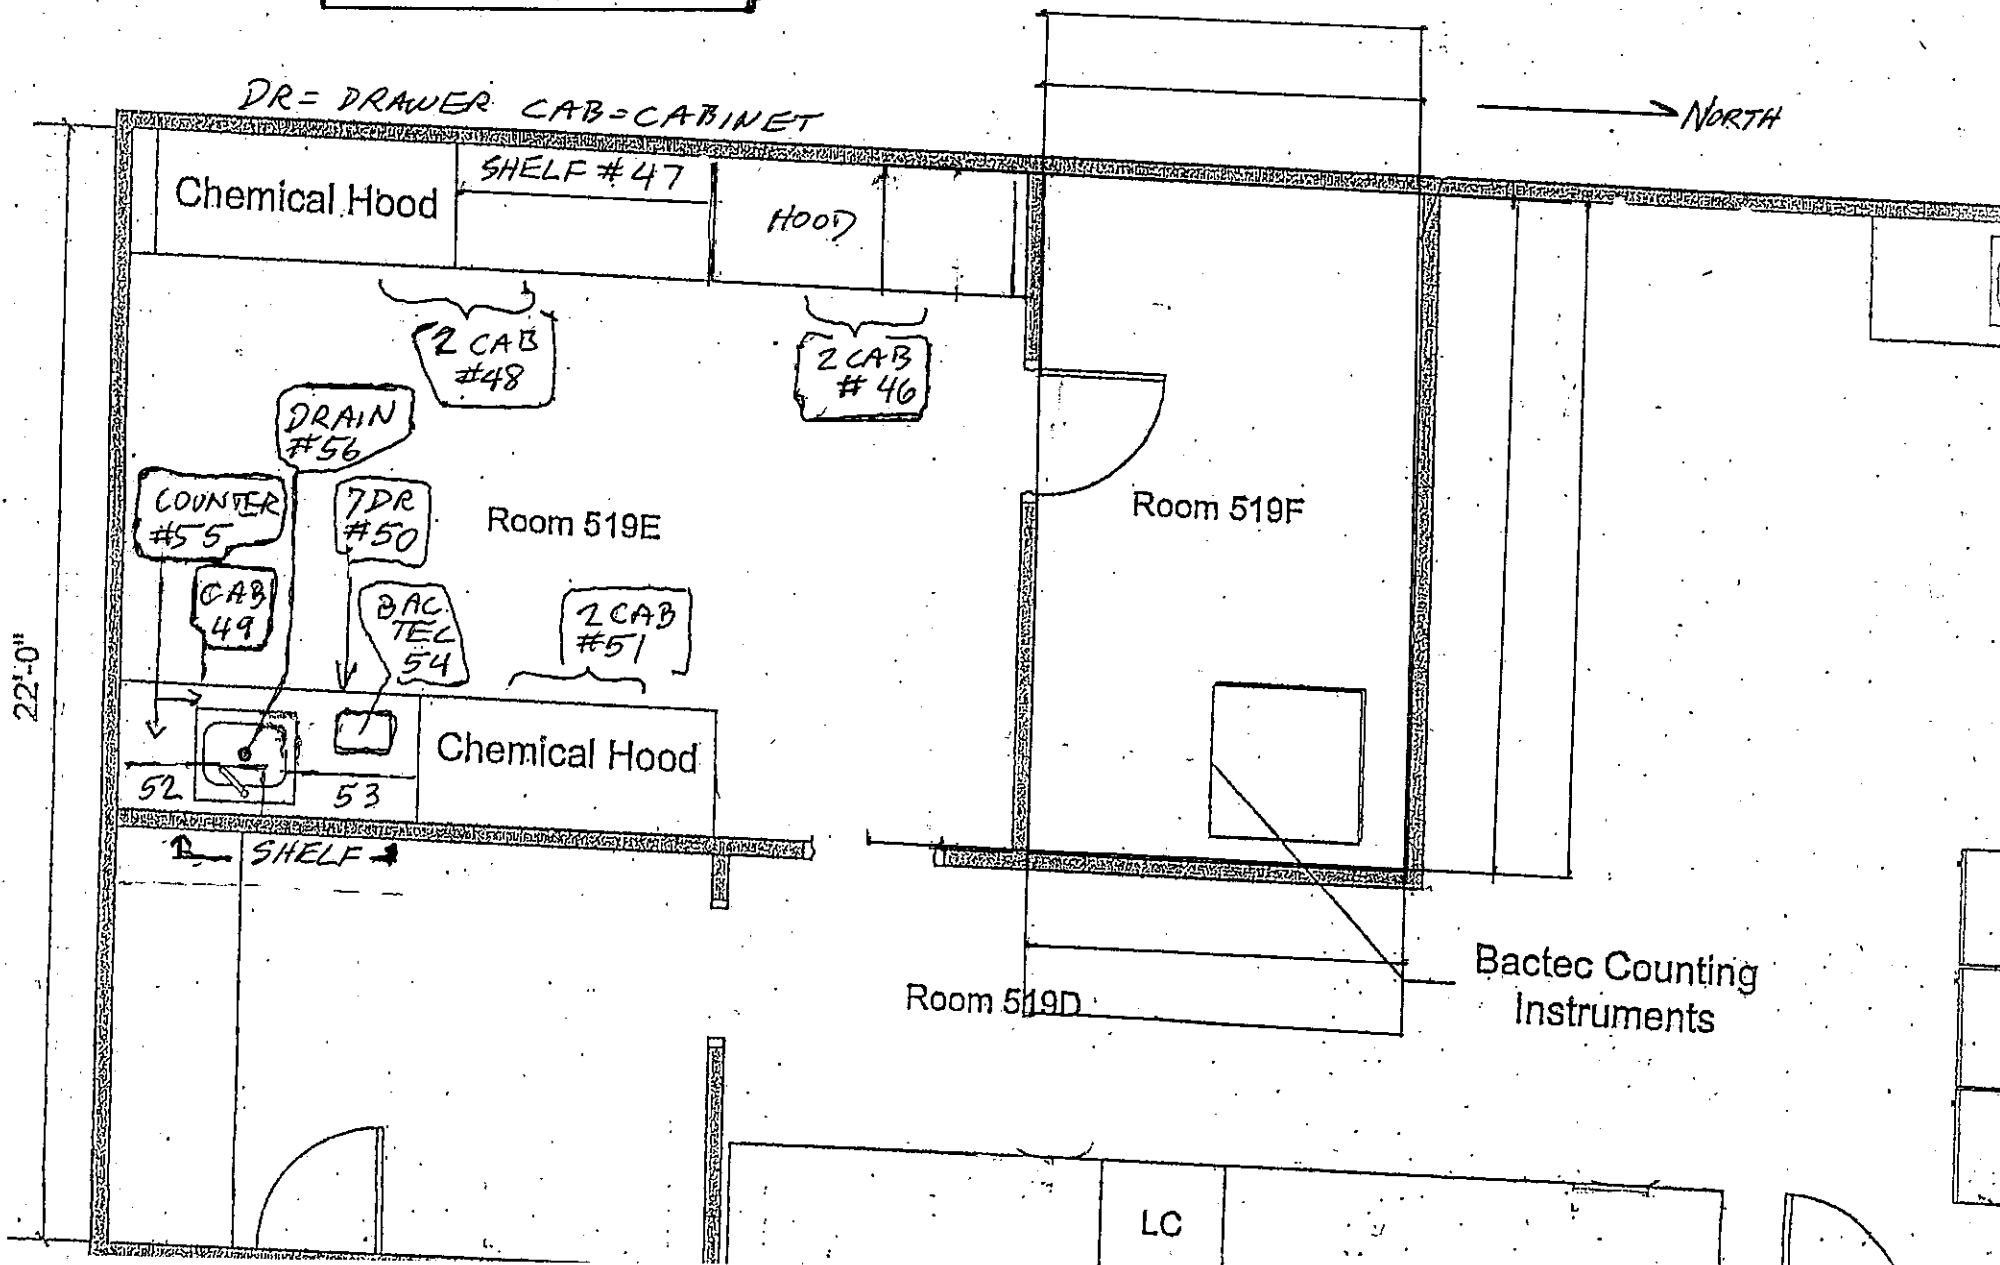 DR= DRAWER CAB=CABINET
NORTH
Chemical Hood
SHELF #47
HOOD
2 CAB
#48
2 CAB
# 46
DRAIN
#56
COUNTER
#55
7DR
#50
Room 519E
Room 519F
CAB
49
BAC
TEC
54
2 CAB
#51
22'-0"
Chemical Hood
52
53
SHELF
Bactec Counting
Instruments
Room 519D
LC